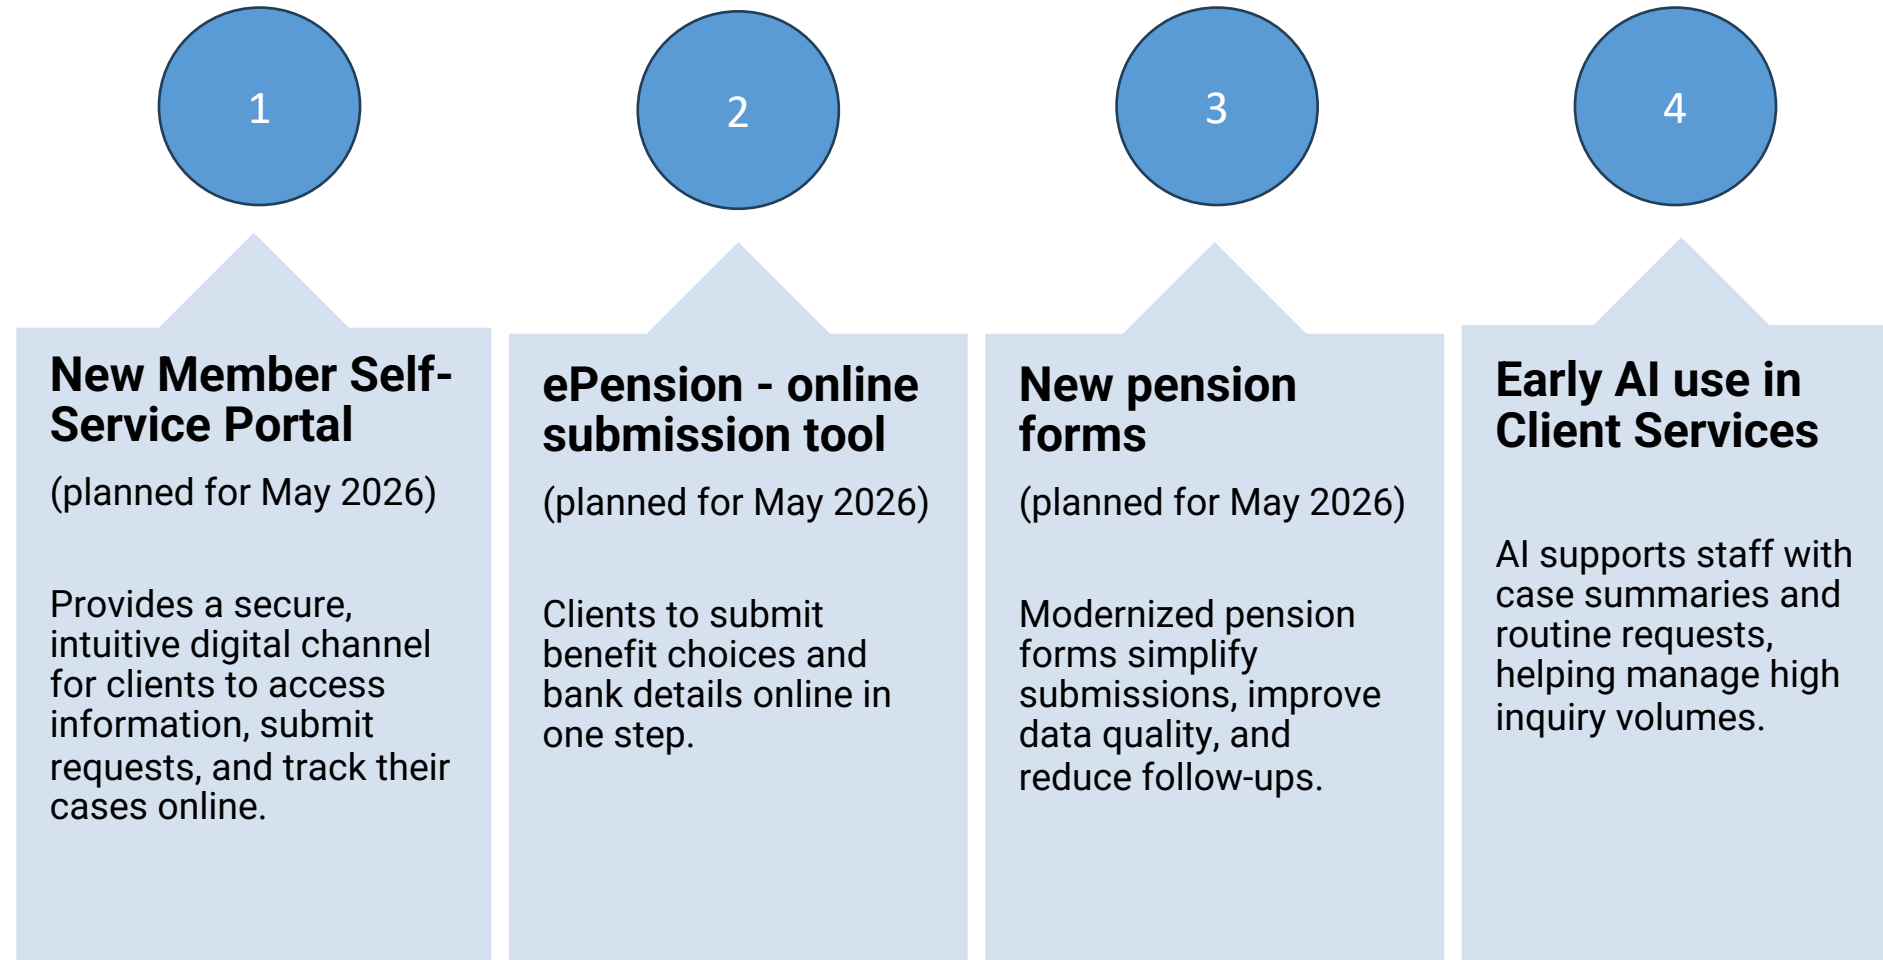 1
New Member Self-
Service Portal
(planned for May 2026)
Provides a secure,
intuitive digital channel
for clients to access
information, submit
requests, and track their
cases online.
2
ePension - online
submission tool
(planned for May 2026)
Clients to submit
benefit choices and
bank details online in
one step.
3
New pension
forms
(planned for May 2026)
Modernized pension
forms simplify
submissions, improve
data quality, and
reduce follow-ups.
4
Early AI use in
Client Services
AI supports staff with
case summaries and
routine requests,
helping manage high
inquiry volumes.